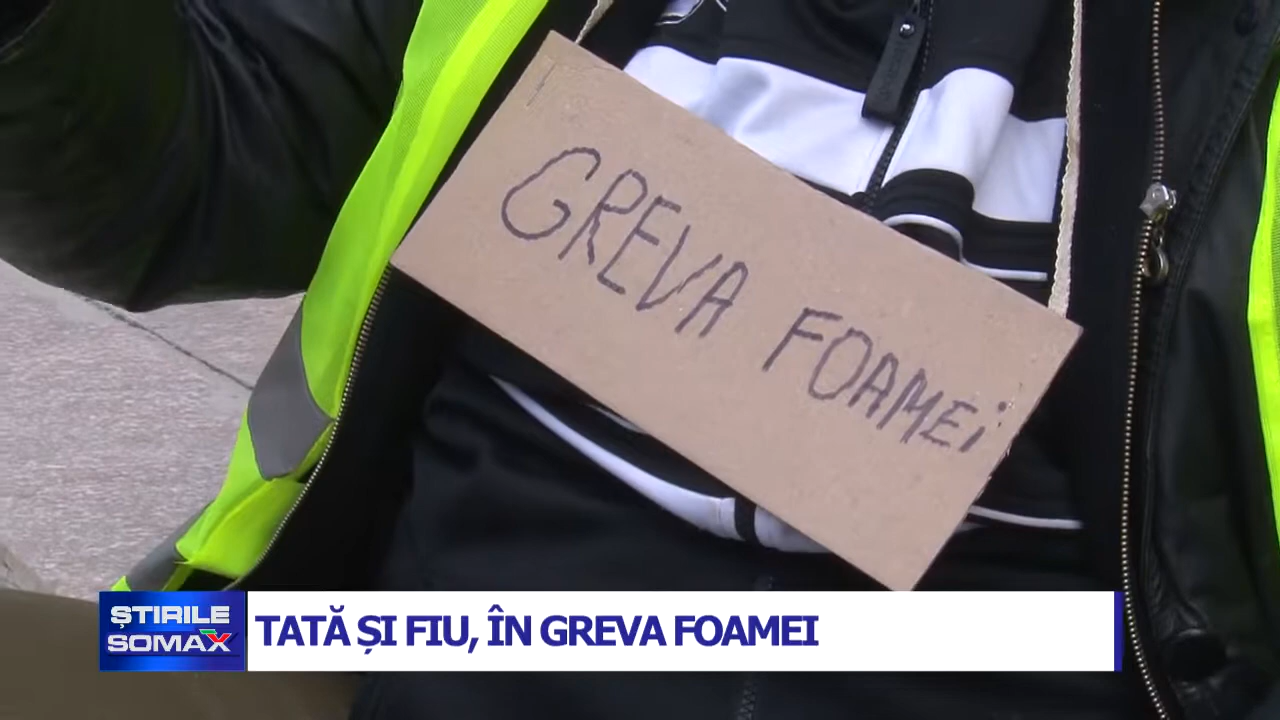 GREVA FOAMEi
ȘTIRILE
SOMAX
TATĂ ȘI FIU, ÎN GREVA FOAMEI